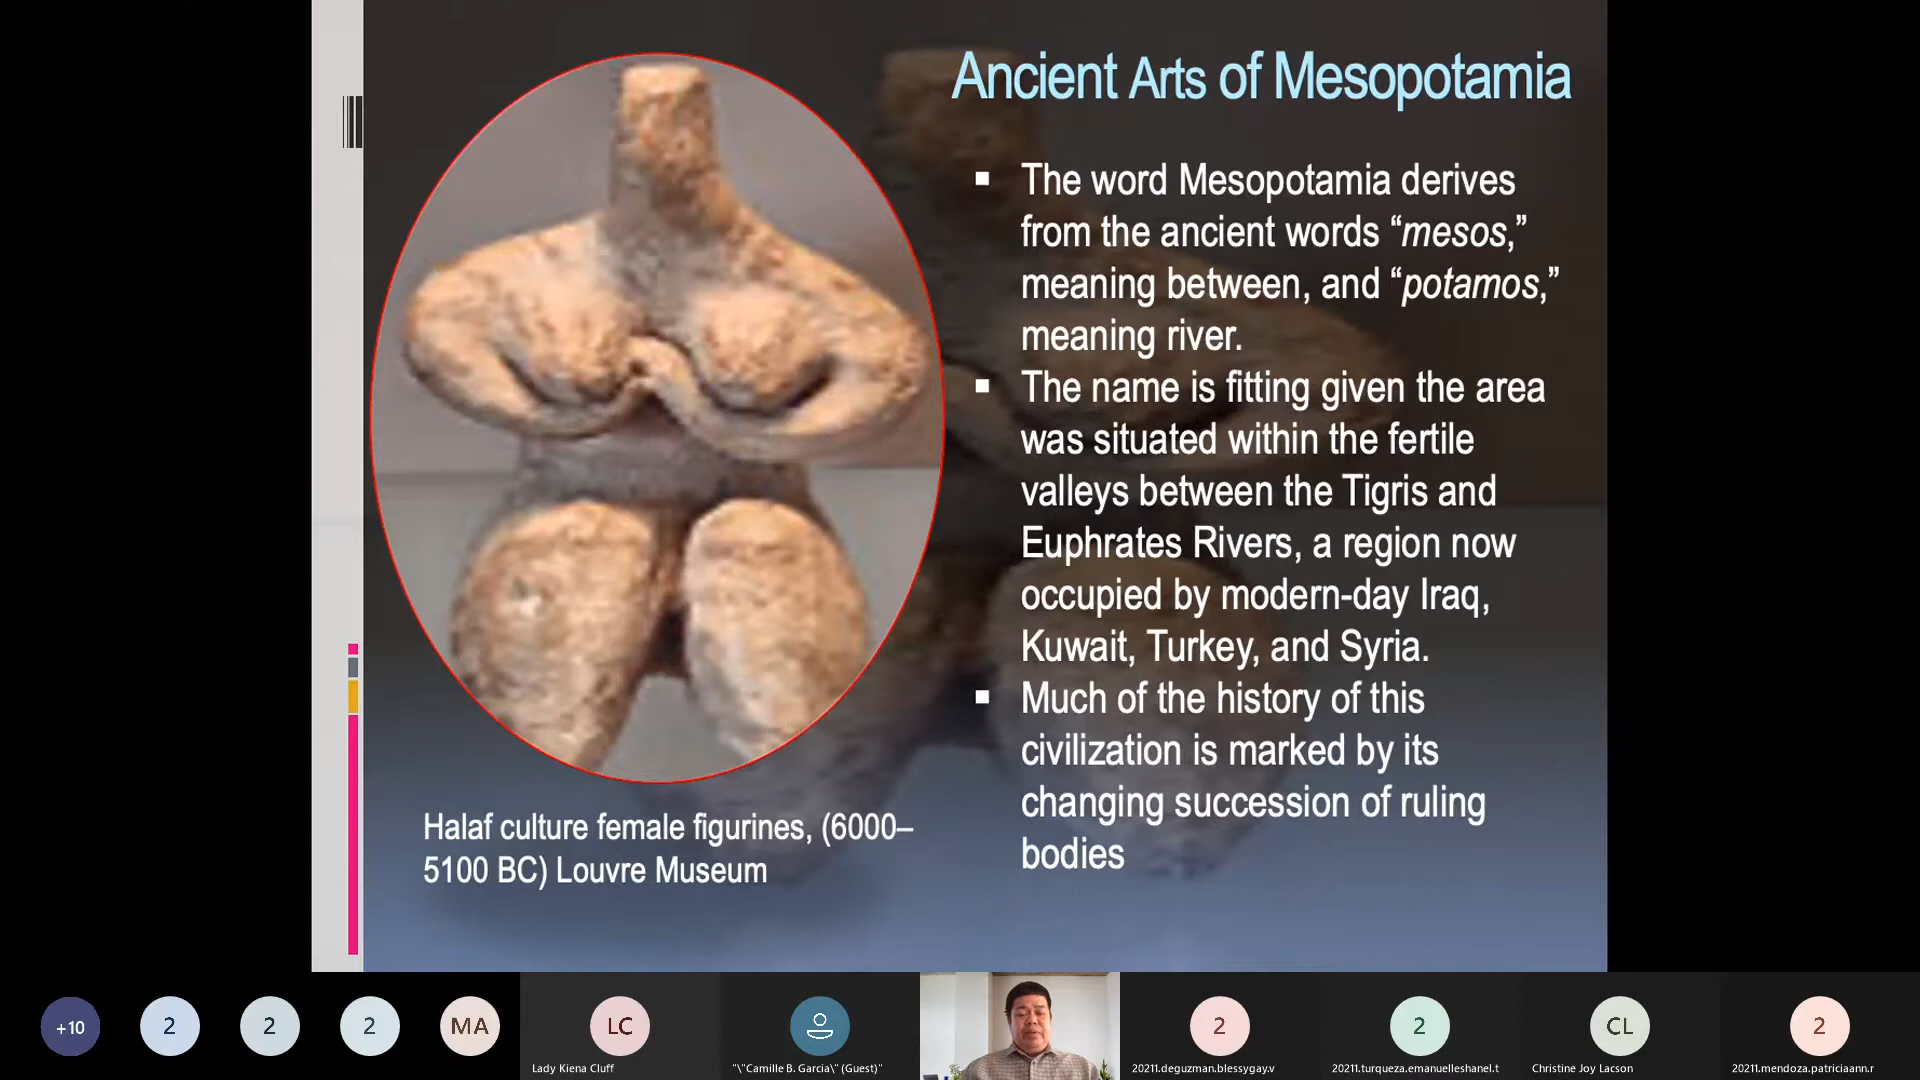 Ancient Arts of Mesopotamia
▪ The word Mesopotamia derives
from the ancient words “mesos,”
meaning between, and “potamos,”
meaning river.
▪ The name is fitting given the area
was situated within the fertile
valleys between the Tigris and
Euphrates Rivers, a region now
occupied by modern-day Iraq,
Kuwait, Turkey, and Syria.
▪ Much of the history of this
civilization is marked by its
changing succession of ruling
bodies
Halaf culture female figurines, (6000–
5100 BC) Louvre Museum
+10
2
2
2
MA
LC
Lady Kiena Cluff
"\"Camille B. Garcia\" (Guest)"
2
20211.deguzman.blessygay.v
2
20211.turqueza.emanuelleshanel.t
CL
Christine Joy Lacson
2
20211.mendoza.patriciaann.r